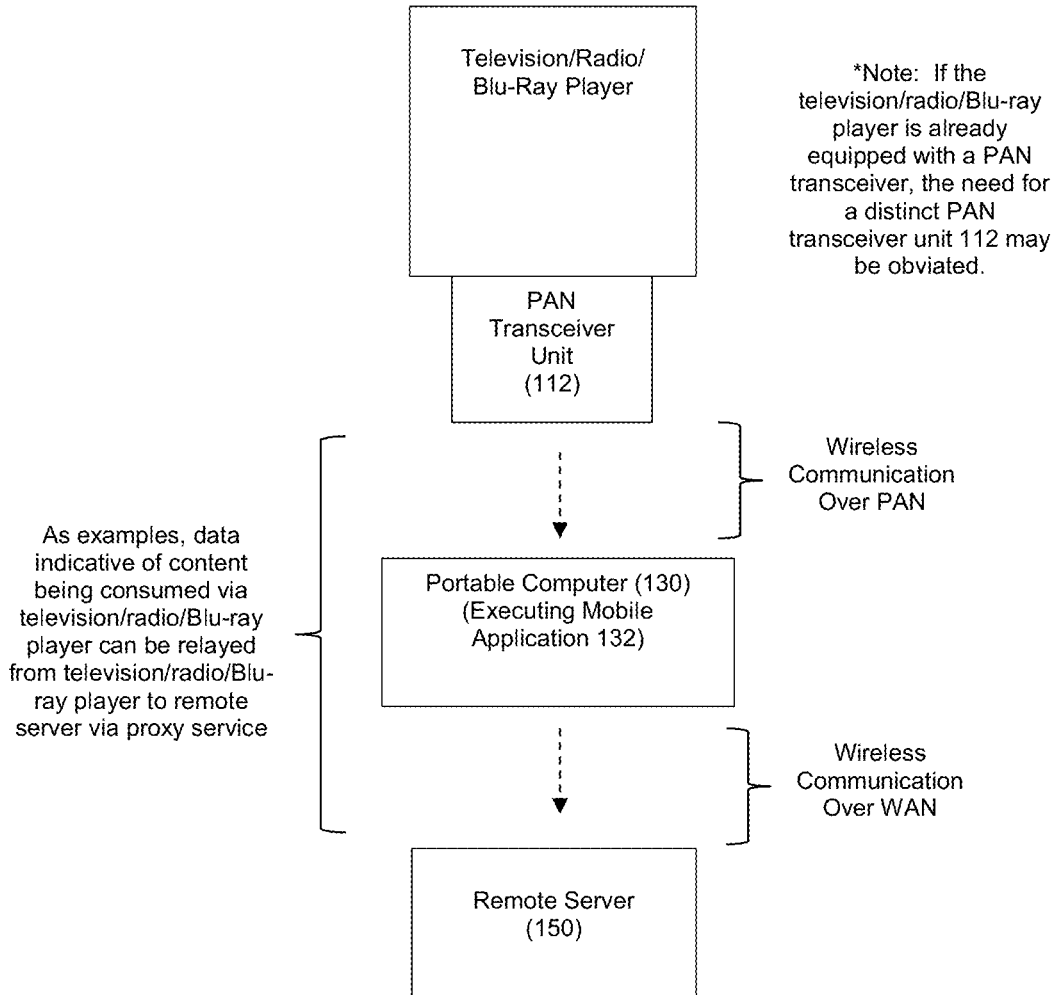 Television/Radio/
Blu-Ray Player
*Note: If the
television/radio/Blu-ray
player is already
equipped with a PAN
transceiver, the need for
a distinct PAN
transceiver unit 112 may
be obviated.
PAN
Transceiver
Unit
(112)
Wireless
Communication
Over PAN
As examples, data
indicative of content
being consumed via
television/radio/Blu-ray
player can be relayed
from television/radio/Blu-
ray player to remote
server via proxy service
Portable Computer (130)
(Executing Mobile
Application 132)
Wireless
Communication
Over WAN
Remote Server
(150)